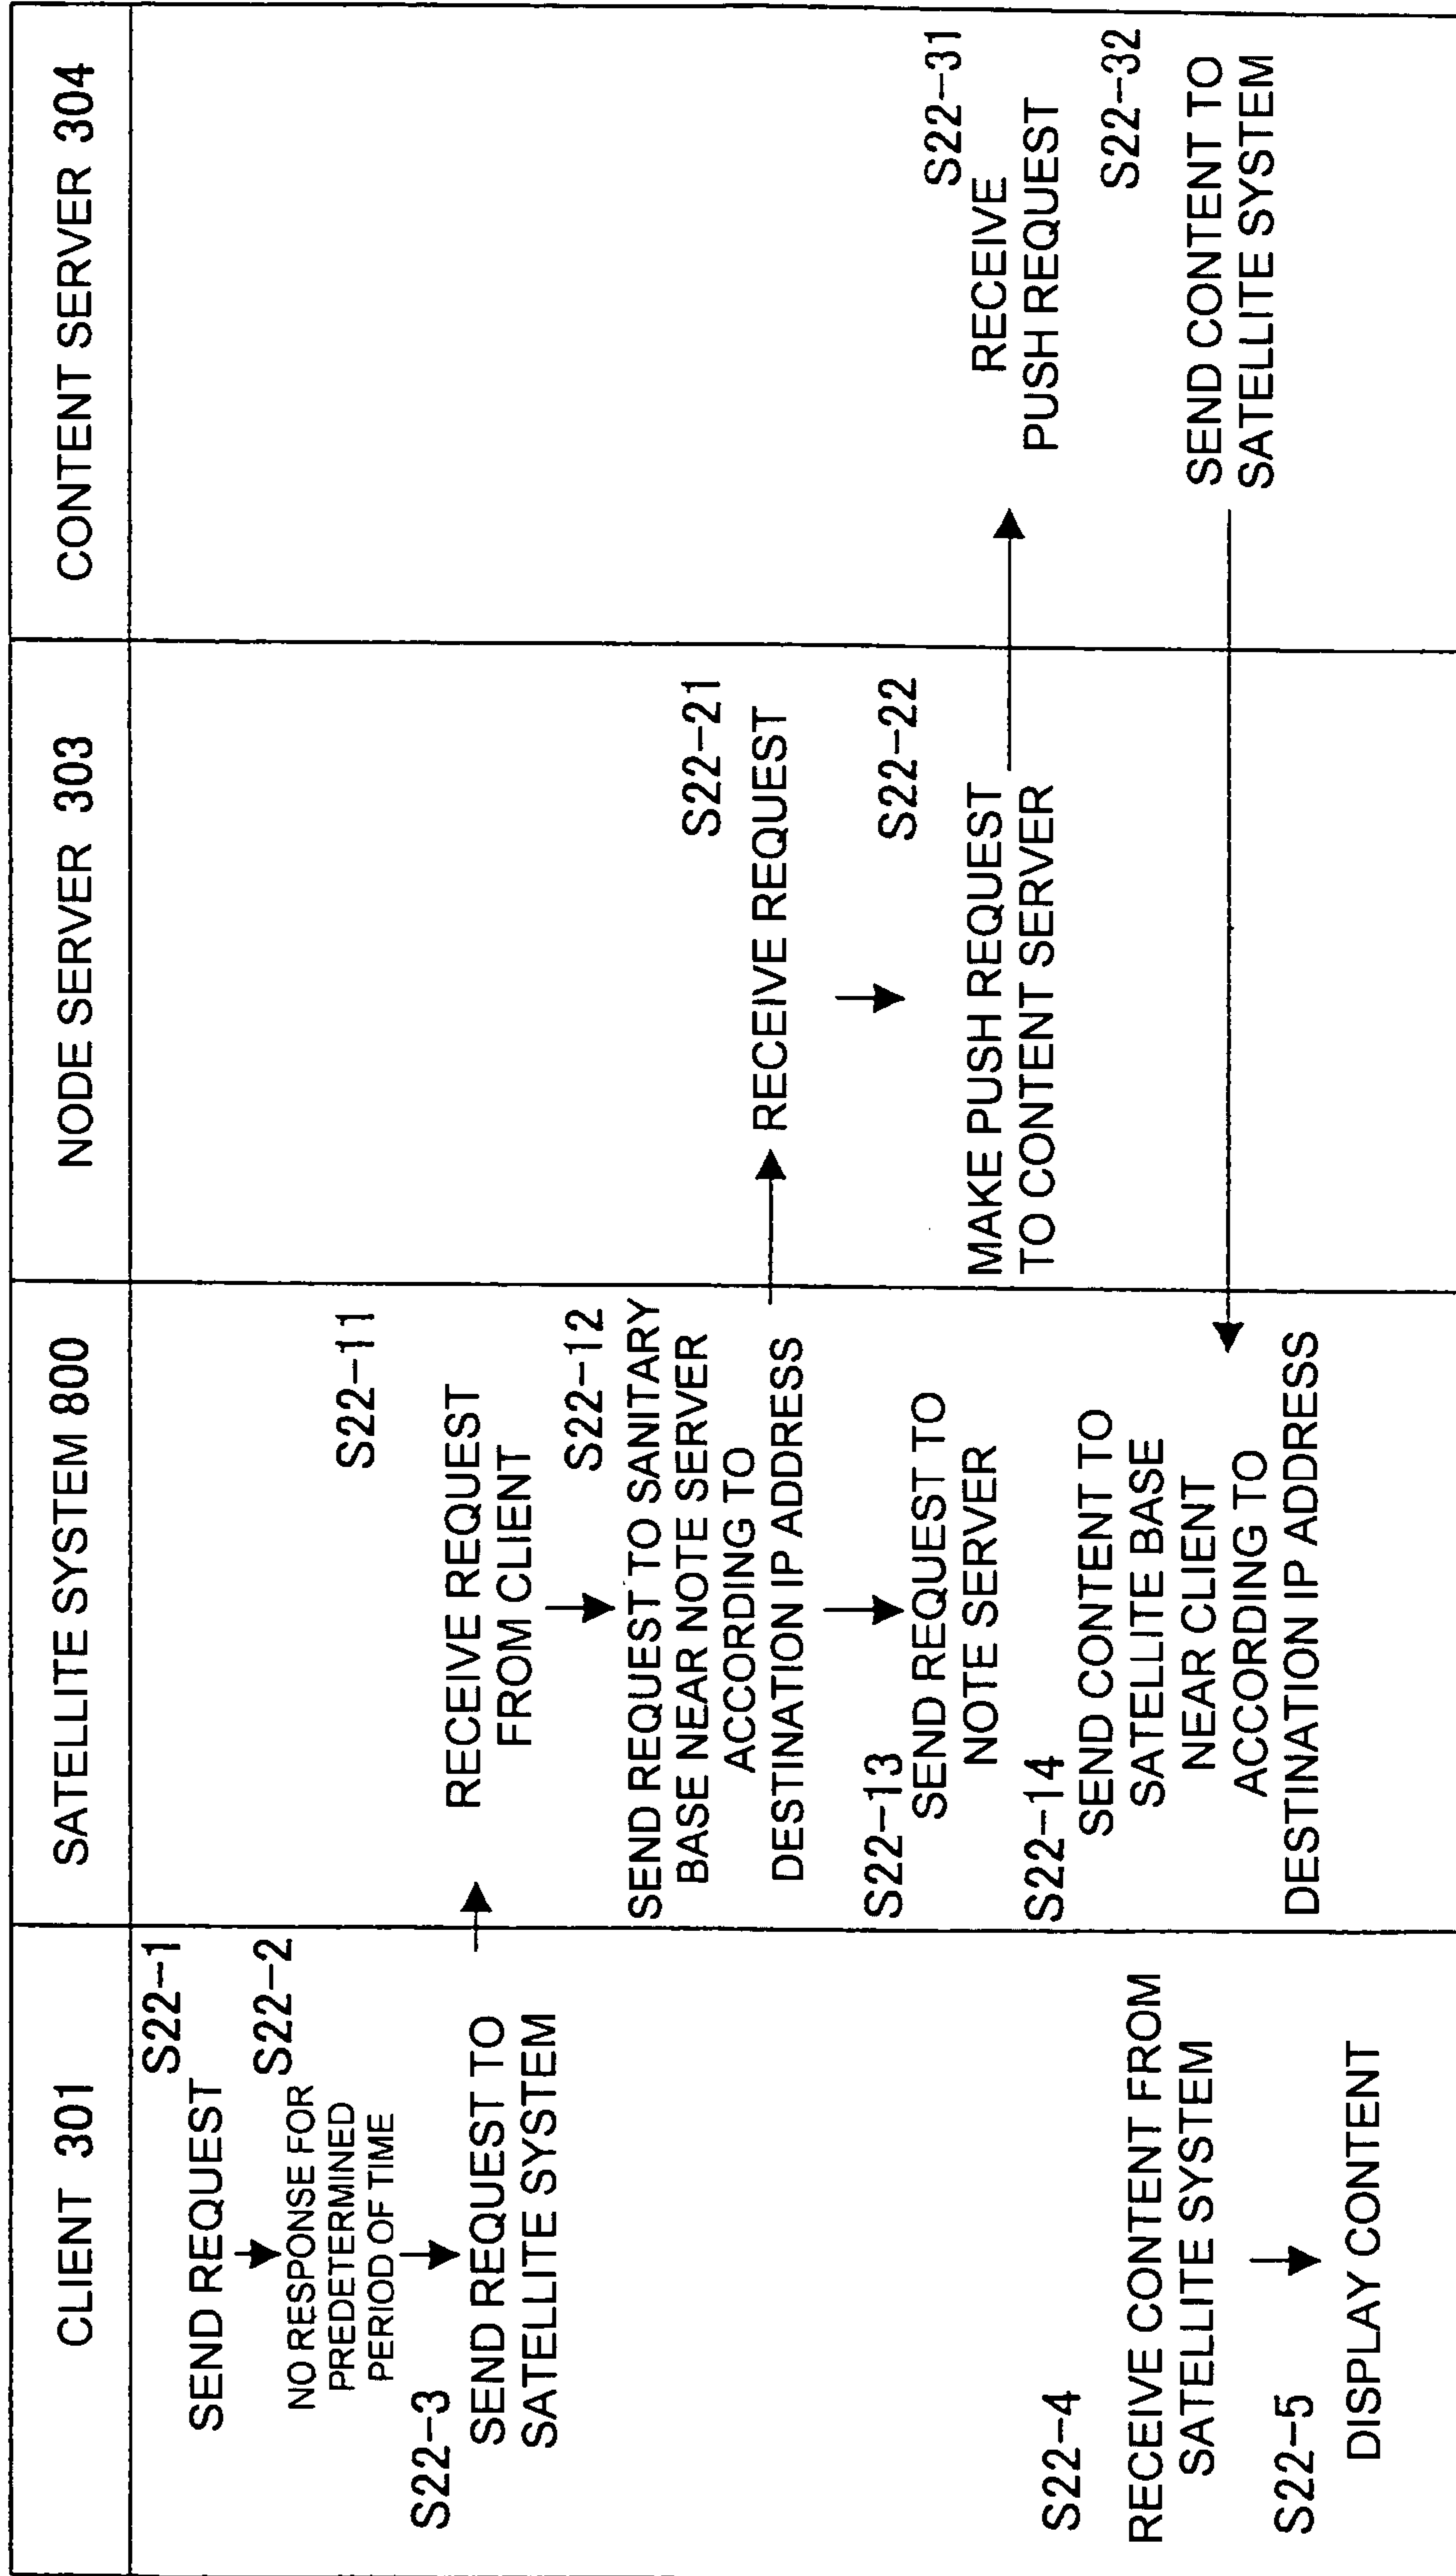 CLIENT 301
S22-1
SEND REQUEST
S22-2
NO RESPONSE FOR
PREDETERMINED
PERIOD OF TIME
S22-3
SEND REQUEST TO
SATELLITE SYSTEM
S22-4
RECEIVE CONTENT FROM
SATELLITE SYSTEM
S22-5
DISPLAY CONTENT
SATELLITE SYSTEM 800
S22-11
RECEIVE REQUEST
FROM CLIENT
S22-12
SEND REQUEST TO SANITARY
BASE NEAR NOTE SERVER
ACCORDING TO
DESTINATION IP ADDRESS
S22-13
SEND REQUEST TO
NOTE SERVER
S22-14
SEND CONTENT TO
SATELLITE BASE
NEAR CLIENT
ACCORDING TO
DESTINATION IP ADDRESS
NODE SERVER 303
S22-21
RECEIVE REQUEST
S22-22
MAKE PUSH REQUEST
TO CONTENT SERVER
CONTENT SERVER 304
S22-31
RECEIVE
PUSH REQUEST
S22-32
SEND CONTENT TO
SATELLITE SYSTEM